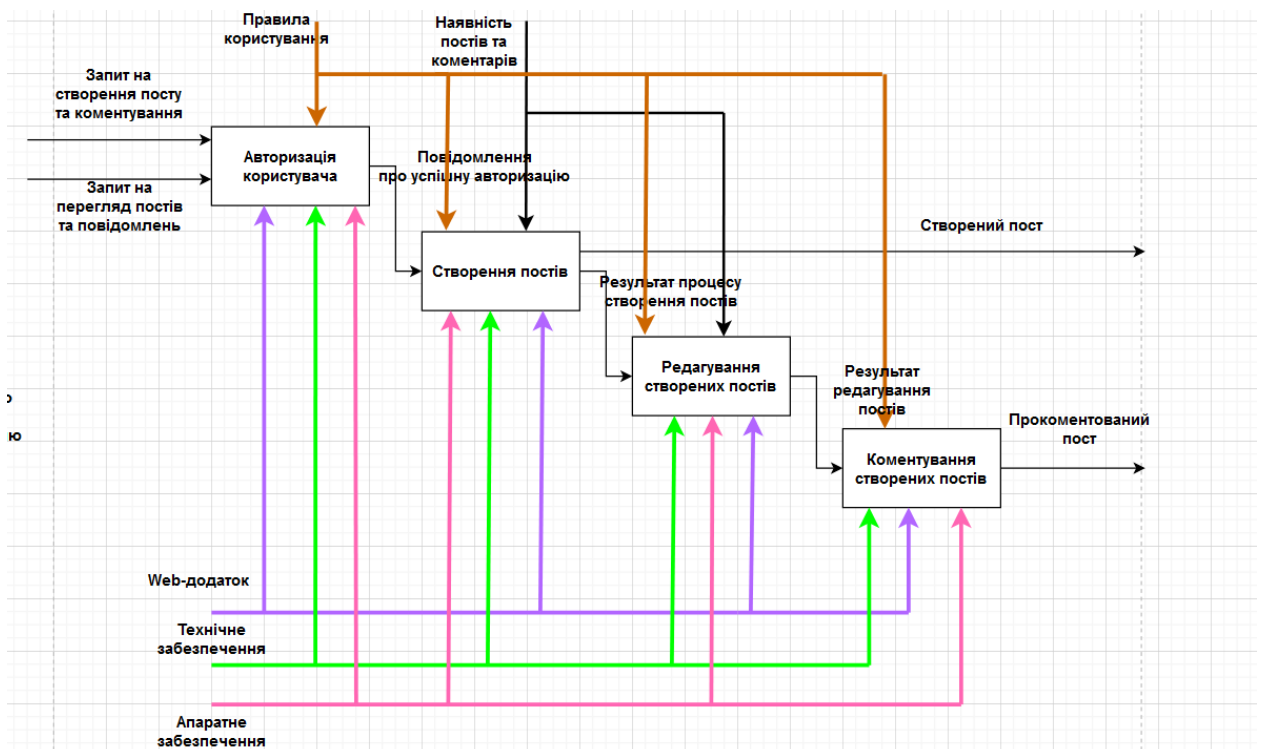 Правила
користування
Наявність
постів та
коментарів
Запит на
створення посту
та коментування
Авторизація
користувача
Повідомлення
про успішну авторизацію
Запит на
перегляд постів
та повідомлень
Створений пост
Створення постів
Результат процесу
створення постів
Редагування
створених постів
Результат
редагування
постів
о
ю
Прокоментований
пост
Коментування
створених постів
Web-додаток
Технічне
забезпечення
Апаратне
забезпечення